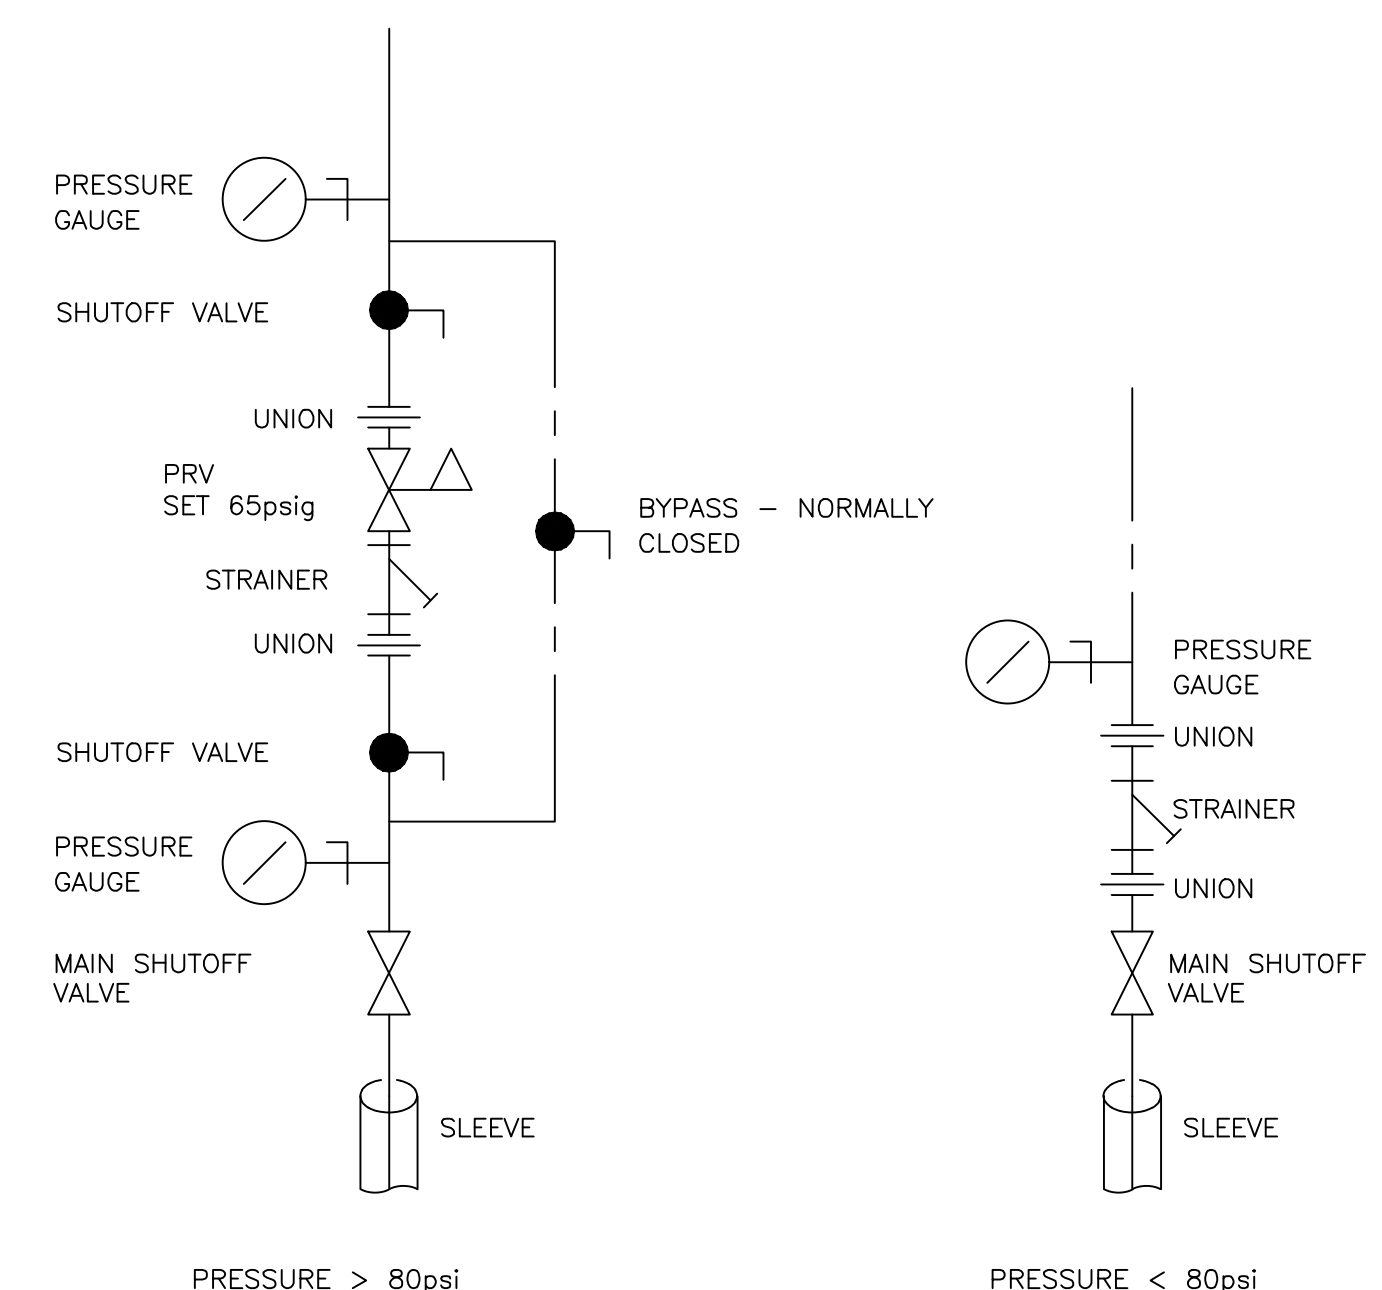 PRESSURE
GAUGE
SHUTOFF VALVE
UNION
PRV
SET 65psig
BYPASS – NORMALLY
CLOSED
STRAINER
UNION
SHUTOFF VALVE
PRESSURE
GAUGE
MAIN SHUTOFF
VALVE
SLEEVE
PRESSURE > 80psi
PRESSURE
GAUGE
UNION
STRAINER
UNION
MAIN SHUTOFF
VALVE
SLEEVE
PRESSURE < 80psi